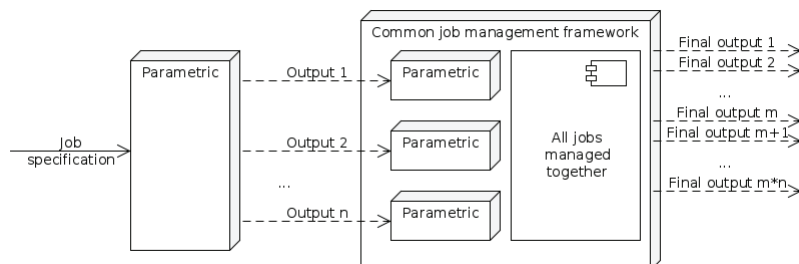 Job
specification
Parametric
Output 1
Output 2
...
Output n
Common job management framework
Parametric
Parametric
Parametric
All jobs
managed
together
Final output 1
Final output 2
...
Final output m
Final output m+1
...
Final output m*n